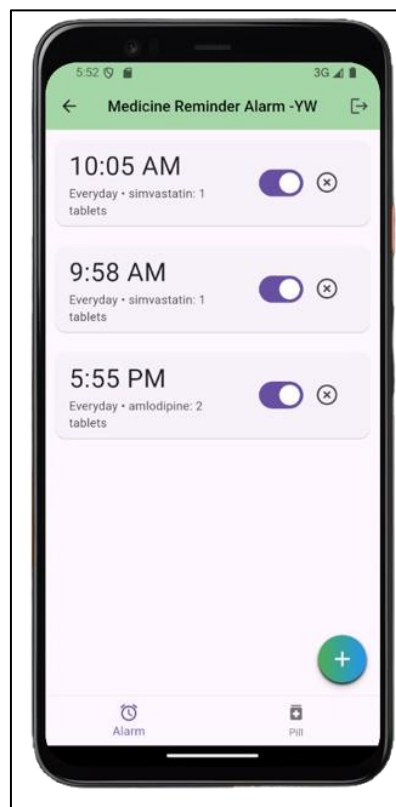 5:52 3G
Medicine Reminder Alarm -YW
10:05 AM
Everyday • simvastatin: 1
tablets
9:58 AM
Everyday • simvastatin: 1
tablets
5:55 PM
Everyday • amlodipine: 2
tablets
+
Alarm Pill